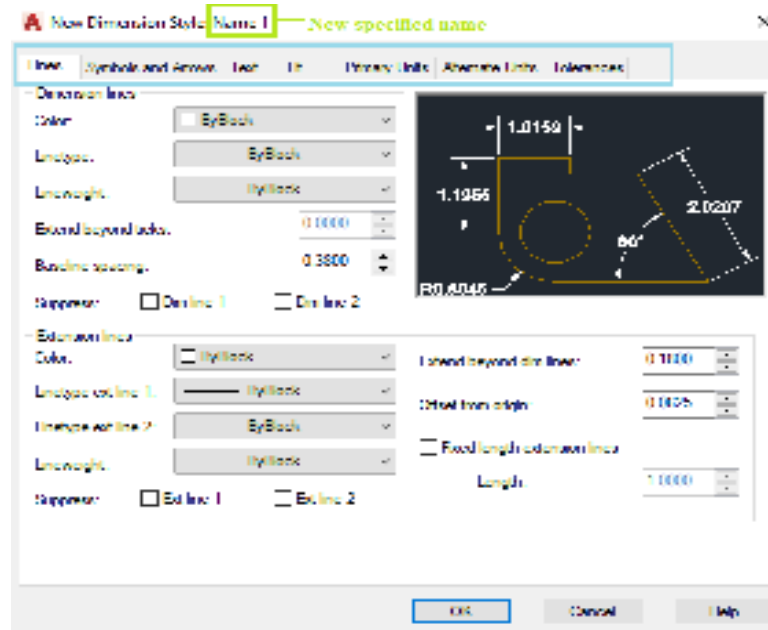 New Dimension Style: Name 1 New specified name
Lines Symbols and Arrows Text Fit Primary Units Alternate Units Tolerances
Dimension lines
Color: ByBlock
Linetype: ByBlock
Lineweight: ByBlock
Extend beyond ticks: 0.0000
Baseline spacing: 0.3800
Suppress: Dim line 1 Dim line 2
1.0159
1.1955
2.0207
60°
R0.6045
Extension lines
Color: ByBlock
Linetype ext line 1: ByBlock
Linetype ext line 2: ByBlock
Lineweight: ByBlock
Suppress: Ext line 1 Ext line 2
Extend beyond dim lines: 0.1800
Offset from origin: 0.0625
Fixed length extension lines
Length: 1.0000
OK Cancel Help